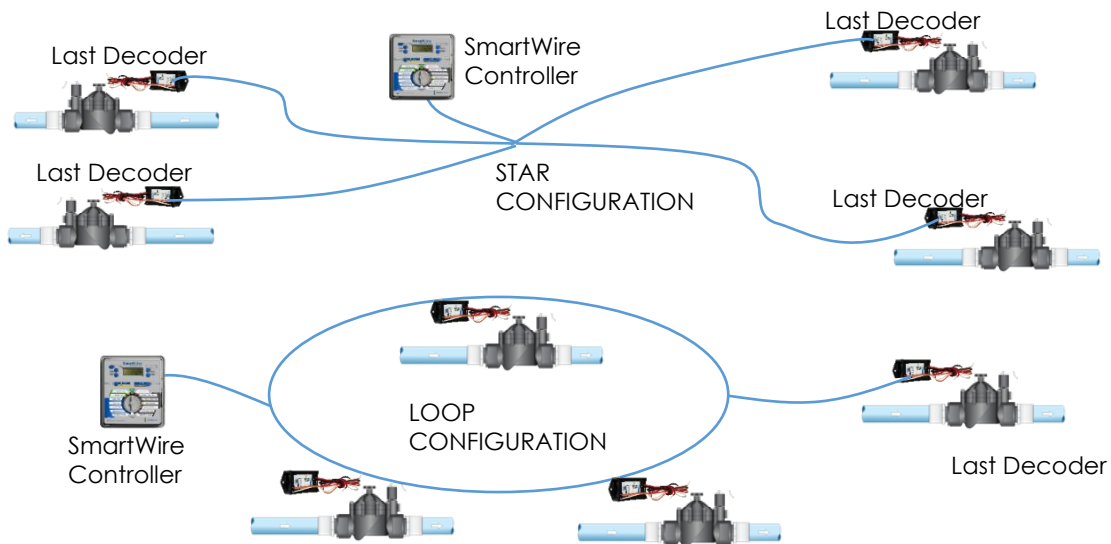 Last Decoder
SmartWire
Controller
Last Decoder
Last Decoder
STAR
CONFIGURATION
Last Decoder
SmartWire
Controller
LOOP
CONFIGURATION
Last Decoder